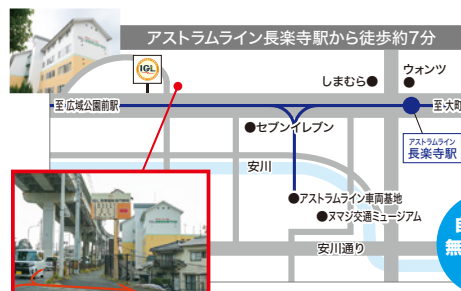 アストラムライン長楽寺駅から徒歩約7分
IGL
しまむら
ウォンツ
至・広域公園前駅
至・大町
セブンイレブン
アストラムライン
長楽寺駅
安川
アストラムライン車両基地
ヌマジ交通ミュージアム
安川通り
無